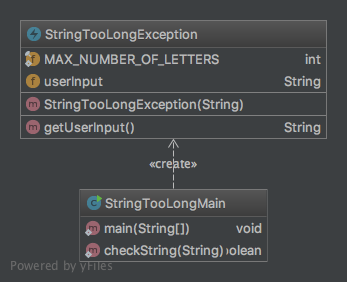 StringTooLongException
MAX_NUMBER_OF_LETTERS int
userInput String
StringTooLongException(String)
getUserInput() String
«create»
StringTooLongMain
main(String[]) void
checkString(String) boolean
Powered by yFiles